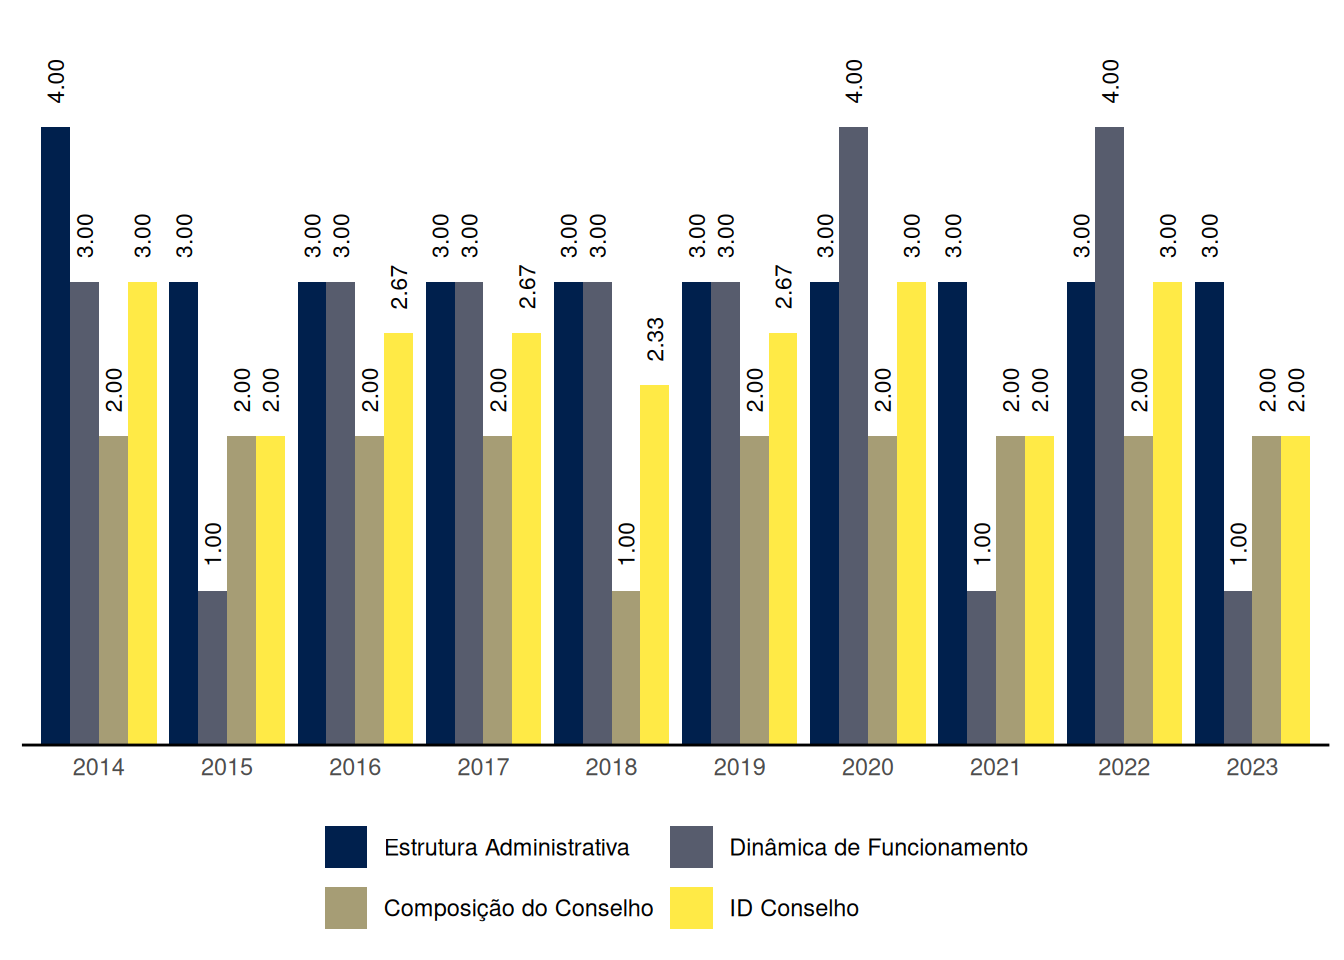 4.00 3.00 2.00 3.00 3.00 1.00 2.00 2.00 3.00 3.00 2.00 2.67 3.00 3.00 2.00 2.67 3.00 3.00 1.00 2.33 3.00 3.00 2.00 2.67 3.00 4.00 2.00 3.00 3.00 1.00 2.00 2.00 3.00 4.00 2.00 3.00 3.00 1.00 2.00 2.00
2014 2015 2016 2017 2018 2019 2020 2021 2022 2023
Estrutura Administrativa Dinâmica de Funcionamento
Composição do Conselho ID Conselho